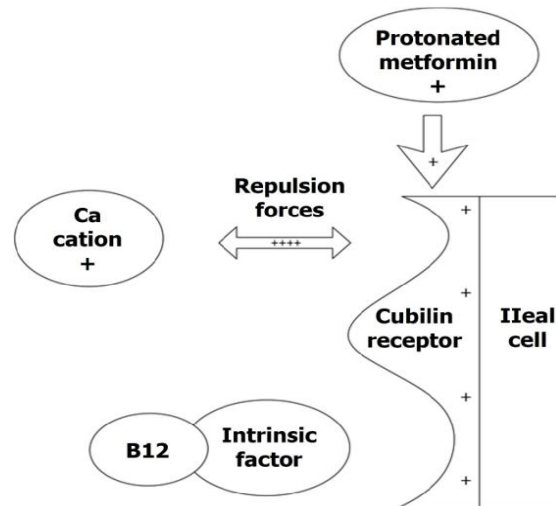 Protonated
metformin
+
+
Repulsion
forces
++++
Ca
cation
+
+
+
Cubilin
receptor
IIeal
cell
+
B12
Intrinsic
factor
+